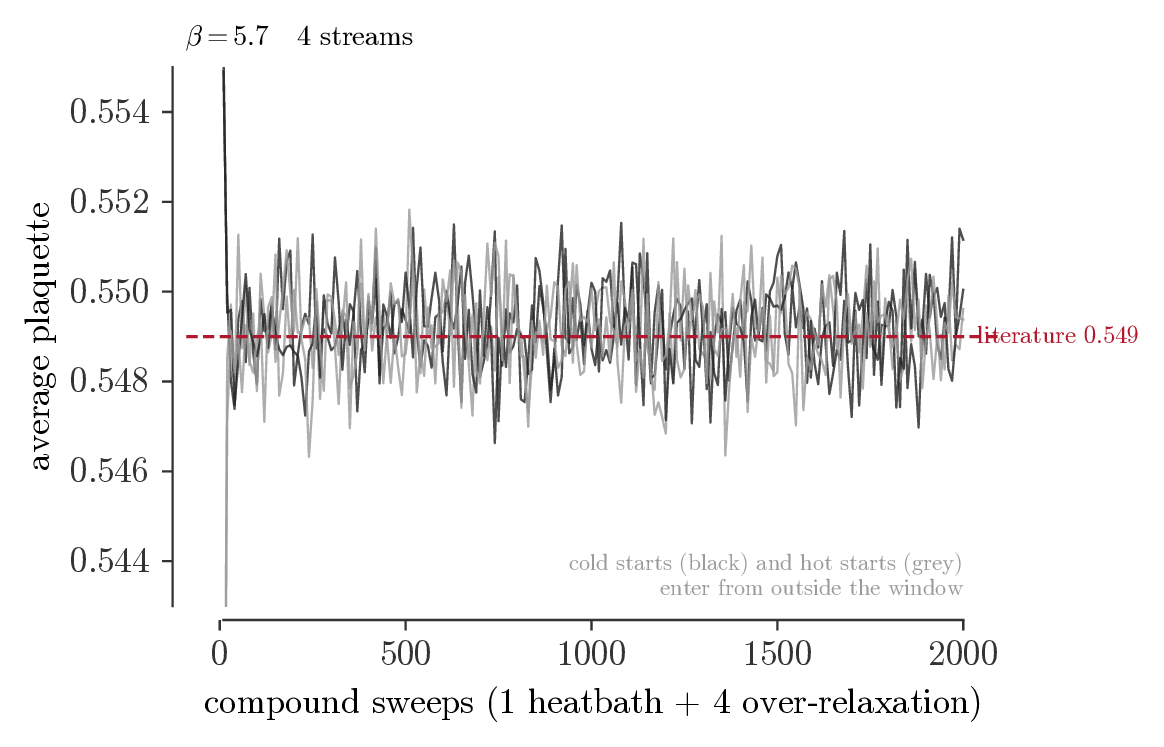 β = 5.7 4 streams
0.554
0.552
0.550
0.548
0.546
0.544
average plaquette
literature 0.549
cold starts (black) and hot starts (grey)
enter from outside the window
0 500 1000 1500 2000
compound sweeps (1 heatbath + 4 over-relaxation)